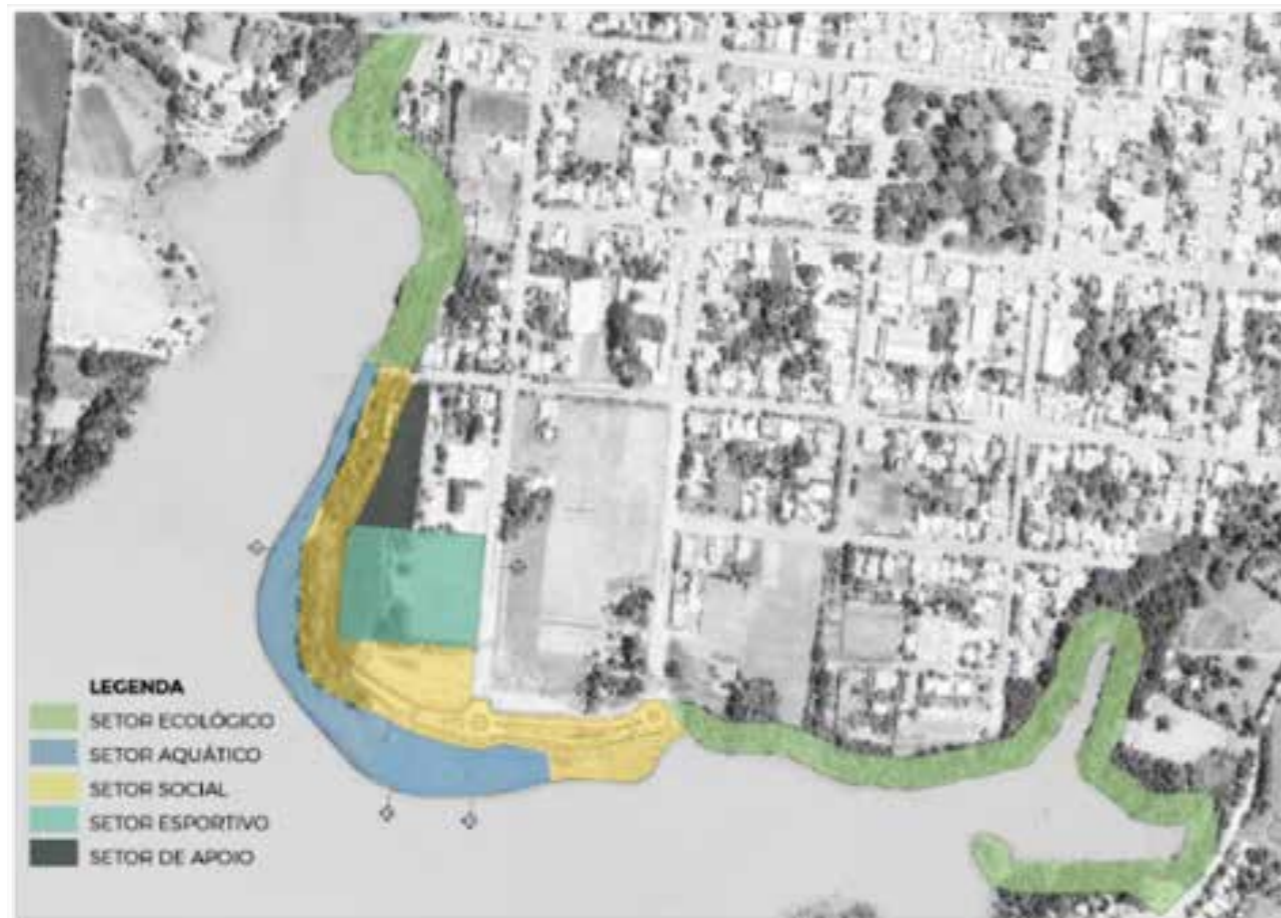 LEGENDA
SETOR ECOLÓGICO
SETOR AQUÁTICO
SETOR SOCIAL
SETOR ESPORTIVO
SETOR DE APOIO